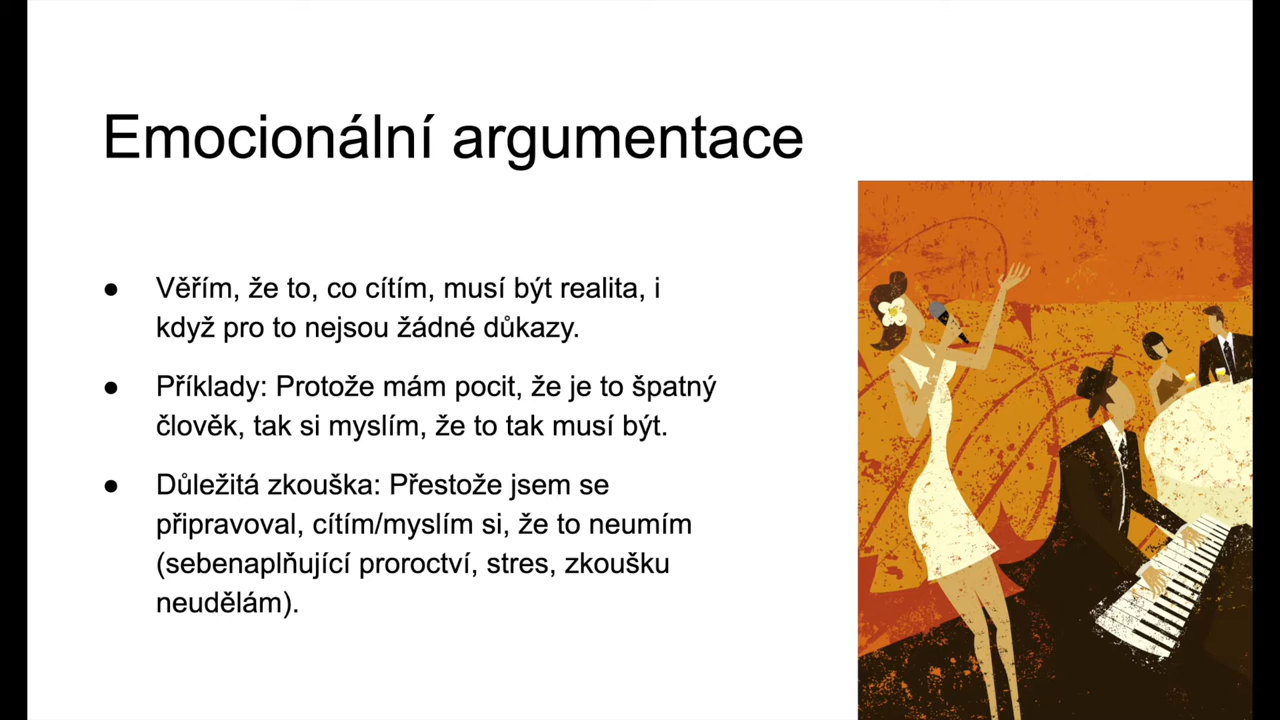 Emocionální argumentace
● Věřím, že to, co cítím, musí být realita, i
když pro to nejsou žádné důkazy.
● Příklady: Protože mám pocit, že je to špatný
člověk, tak si myslím, že to tak musí být.
● Důležitá zkouška: Přestože jsem se
připravoval, cítím/myslím si, že to neumím
(sebenaplňující proroctví, stres, zkoušku
neudělám).